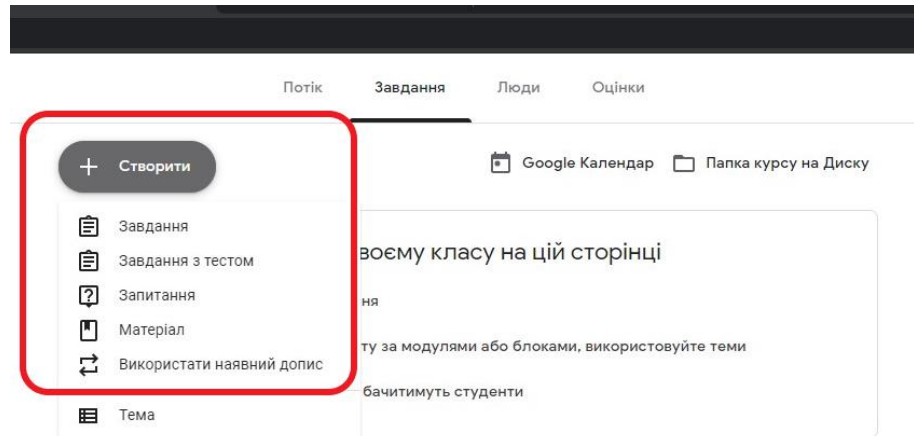 Потік Завдання Люди Оцінки
Створити Google Календар Папка курсу на Диску
Завдання
Завдання з тестом
Запитання
Матеріал
Використати наявний допис
Тема
воєму класу на цій сторінці
ня
ту за модулями або блоками, використовуйте теми
бачитимуть студенти